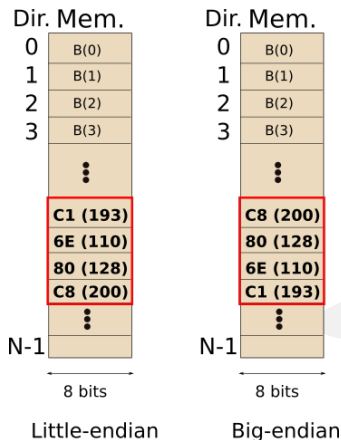 Dir. Mem.
0 B(0)
1 B(1)
2 B(2)
3 B(3)
C1 (193)
6E (110)
80 (128)
C8 (200)
N-1
8 bits
Little-endian
Dir. Mem.
0 B(0)
1 B(1)
2 B(2)
3 B(3)
C8 (200)
80 (128)
6E (110)
C1 (193)
N-1
8 bits
Big-endian